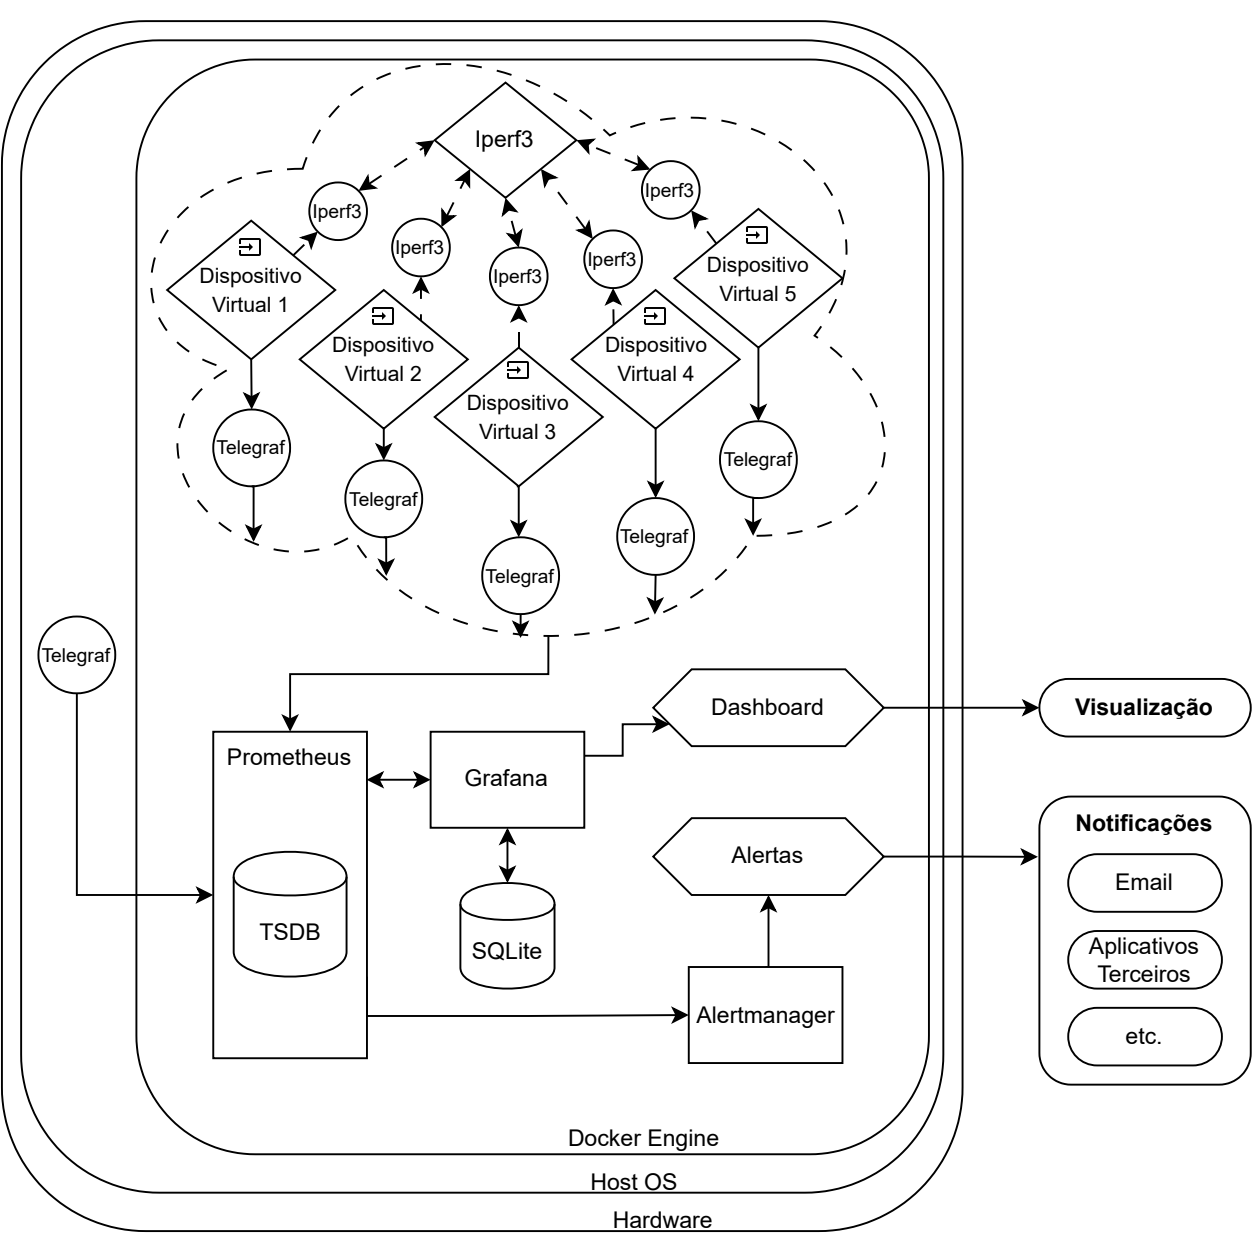 Iperf3
Iperf3
Iperf3
Iperf3
Iperf3
Iperf3
Dispositivo
Virtual 1
Dispositivo
Virtual 2
Dispositivo
Virtual 3
Dispositivo
Virtual 4
Dispositivo
Virtual 5
Telegraf
Telegraf
Telegraf
Telegraf
Telegraf
Telegraf
Prometheus
TSDB
Grafana
SQLite
Dashboard
Alertas
Alertmanager
Visualização
Notificações
Email
Aplicativos
Terceiros
etc.
Docker Engine
Host OS
Hardware